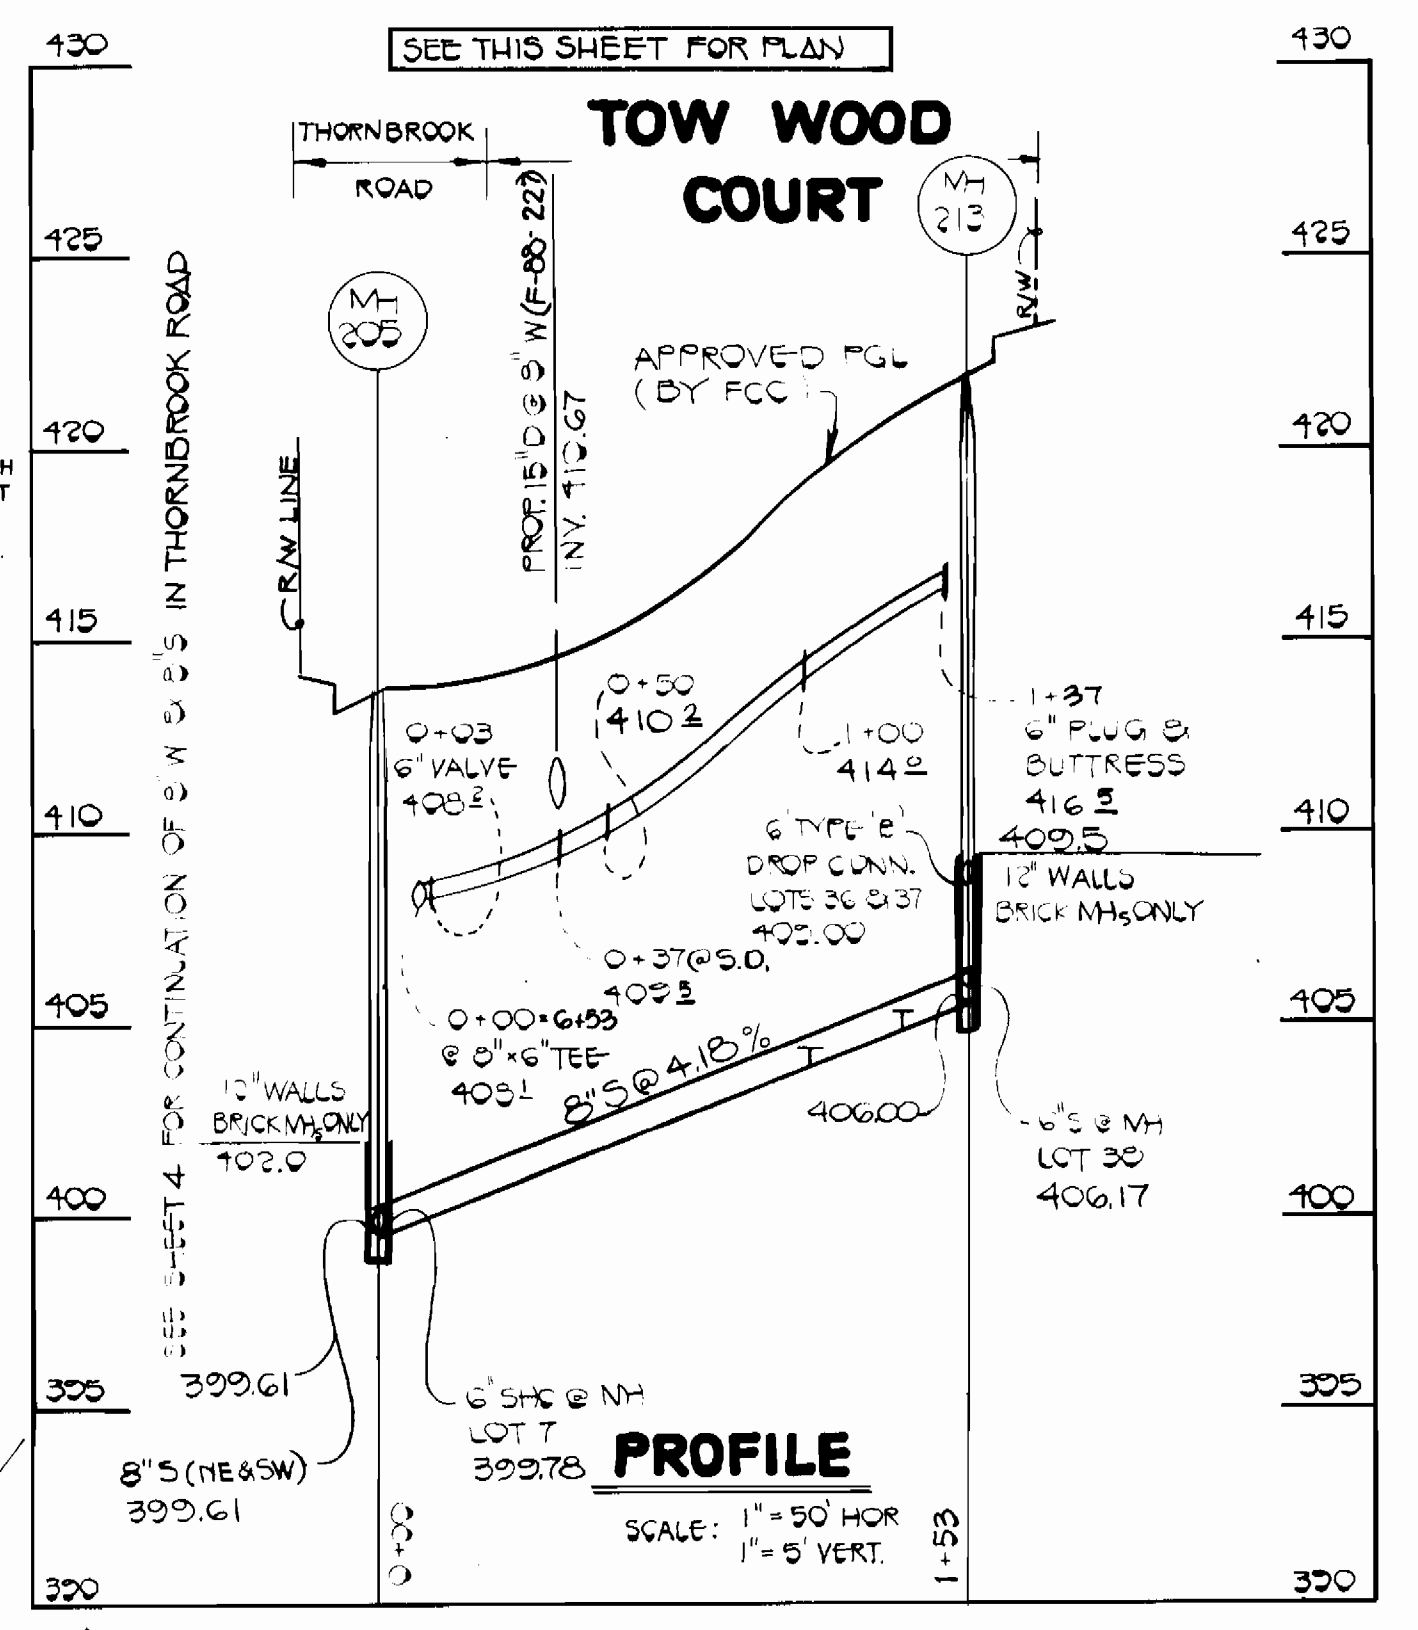 430
SEE THIS SHEET FOR PLAN
430
TOW WOOD
COURT
THORNBROOK
ROAD
MH
213
R/W
425
425
MH
205
PROP. 15" D @ S" W (F-88-227)
INV. 410.67
APPROVED PGL
(BY FCC)
420
420
H
T
R/W LINE
SEE SHEET 4 FOR CONTINUATION OF 8"W & 8"S IN THORNBROOK ROAD
415
415
0+03
6" VALVE
408 2
0+50
410 2
1+00
414 0
1+37
6" PLUG &
BUTTRESS
416 5
409.5
12" WALLS
BRICK MHs ONLY
410
410
6" TYPE 'B'
DROP CONN.
LOTS 36 & 37
409.00
0+37 @ S.D.
409 5
405
405
0+00 = 6+53
@ 8" x 6" TEE
408 1
8" S @ 4.18%
T
T
406.00
6" S @ MH
LOT 38
406.17
12" WALLS
BRICK MHs ONLY
402.0
400
400
399.61
8" S (NE & SW)
399.61
6" SHC @ MH
LOT 7
399.78
395
395
PROFILE
SCALE: 1" = 50' HOR
1" = 5' VERT.
0+00
1+53
390
390